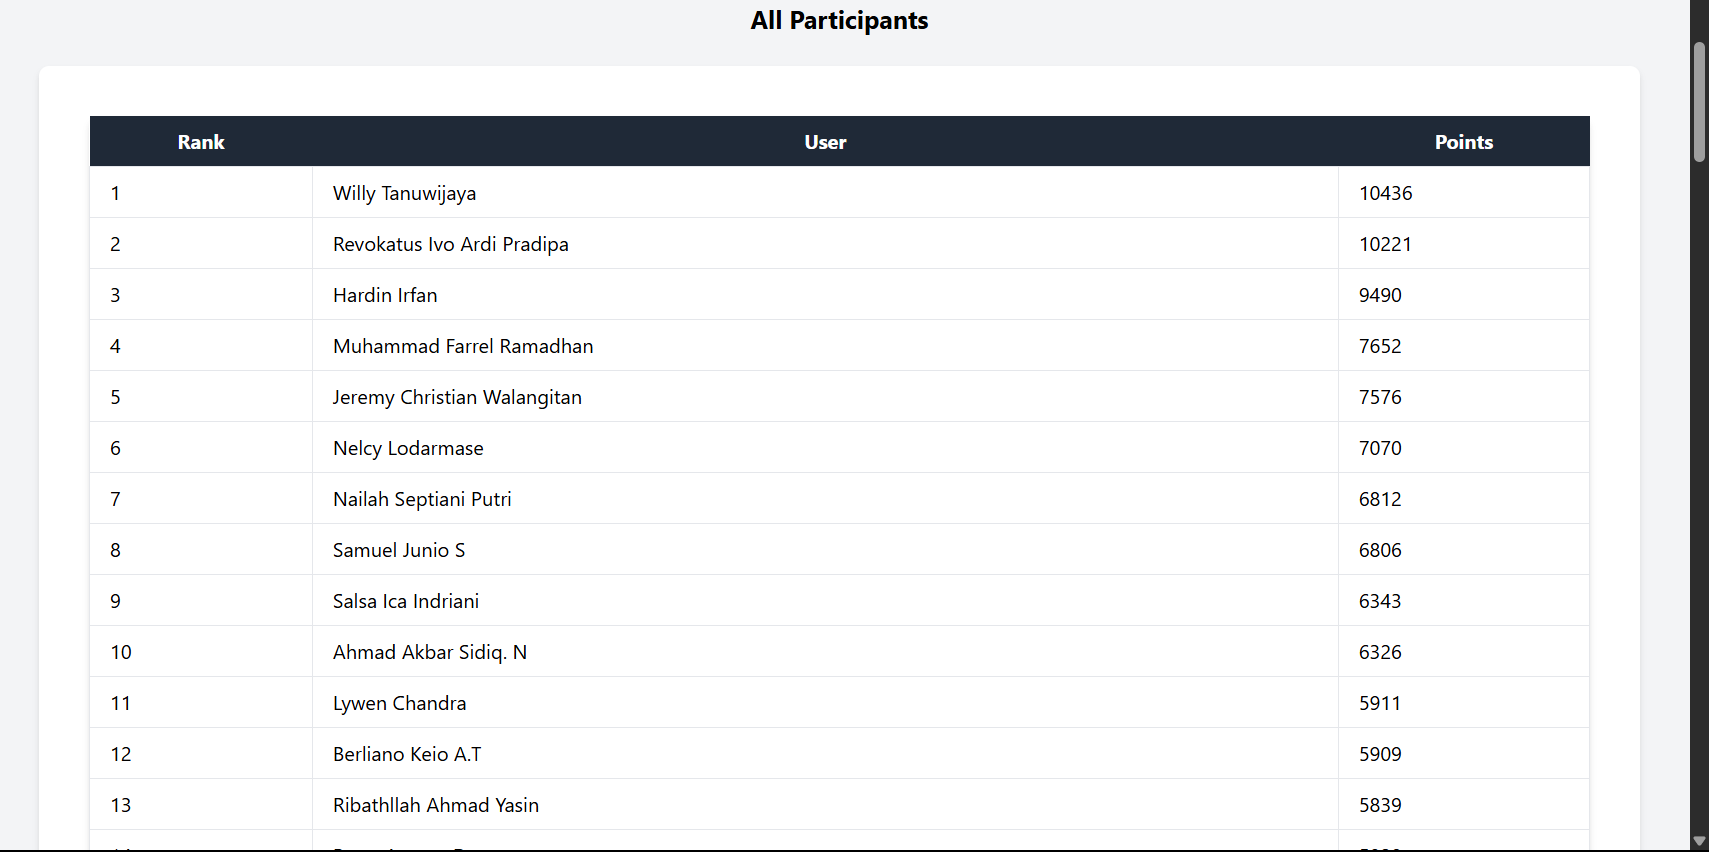 All Participants
Rank User Points
1 Willy Tanuwijaya 10436
2 Revokatus Ivo Ardi Pradipa 10221
3 Hardin Irfan 9490
4 Muhammad Farrel Ramadhan 7652
5 Jeremy Christian Walangitan 7576
6 Nelcy Lodarmase 7070
7 Nailah Septiani Putri 6812
8 Samuel Junio S 6806
9 Salsa Ica Indriani 6343
10 Ahmad Akbar Sidiq. N 6326
11 Lywen Chandra 5911
12 Berliano Keio A.T 5909
13 Ribathllah Ahmad Yasin 5839